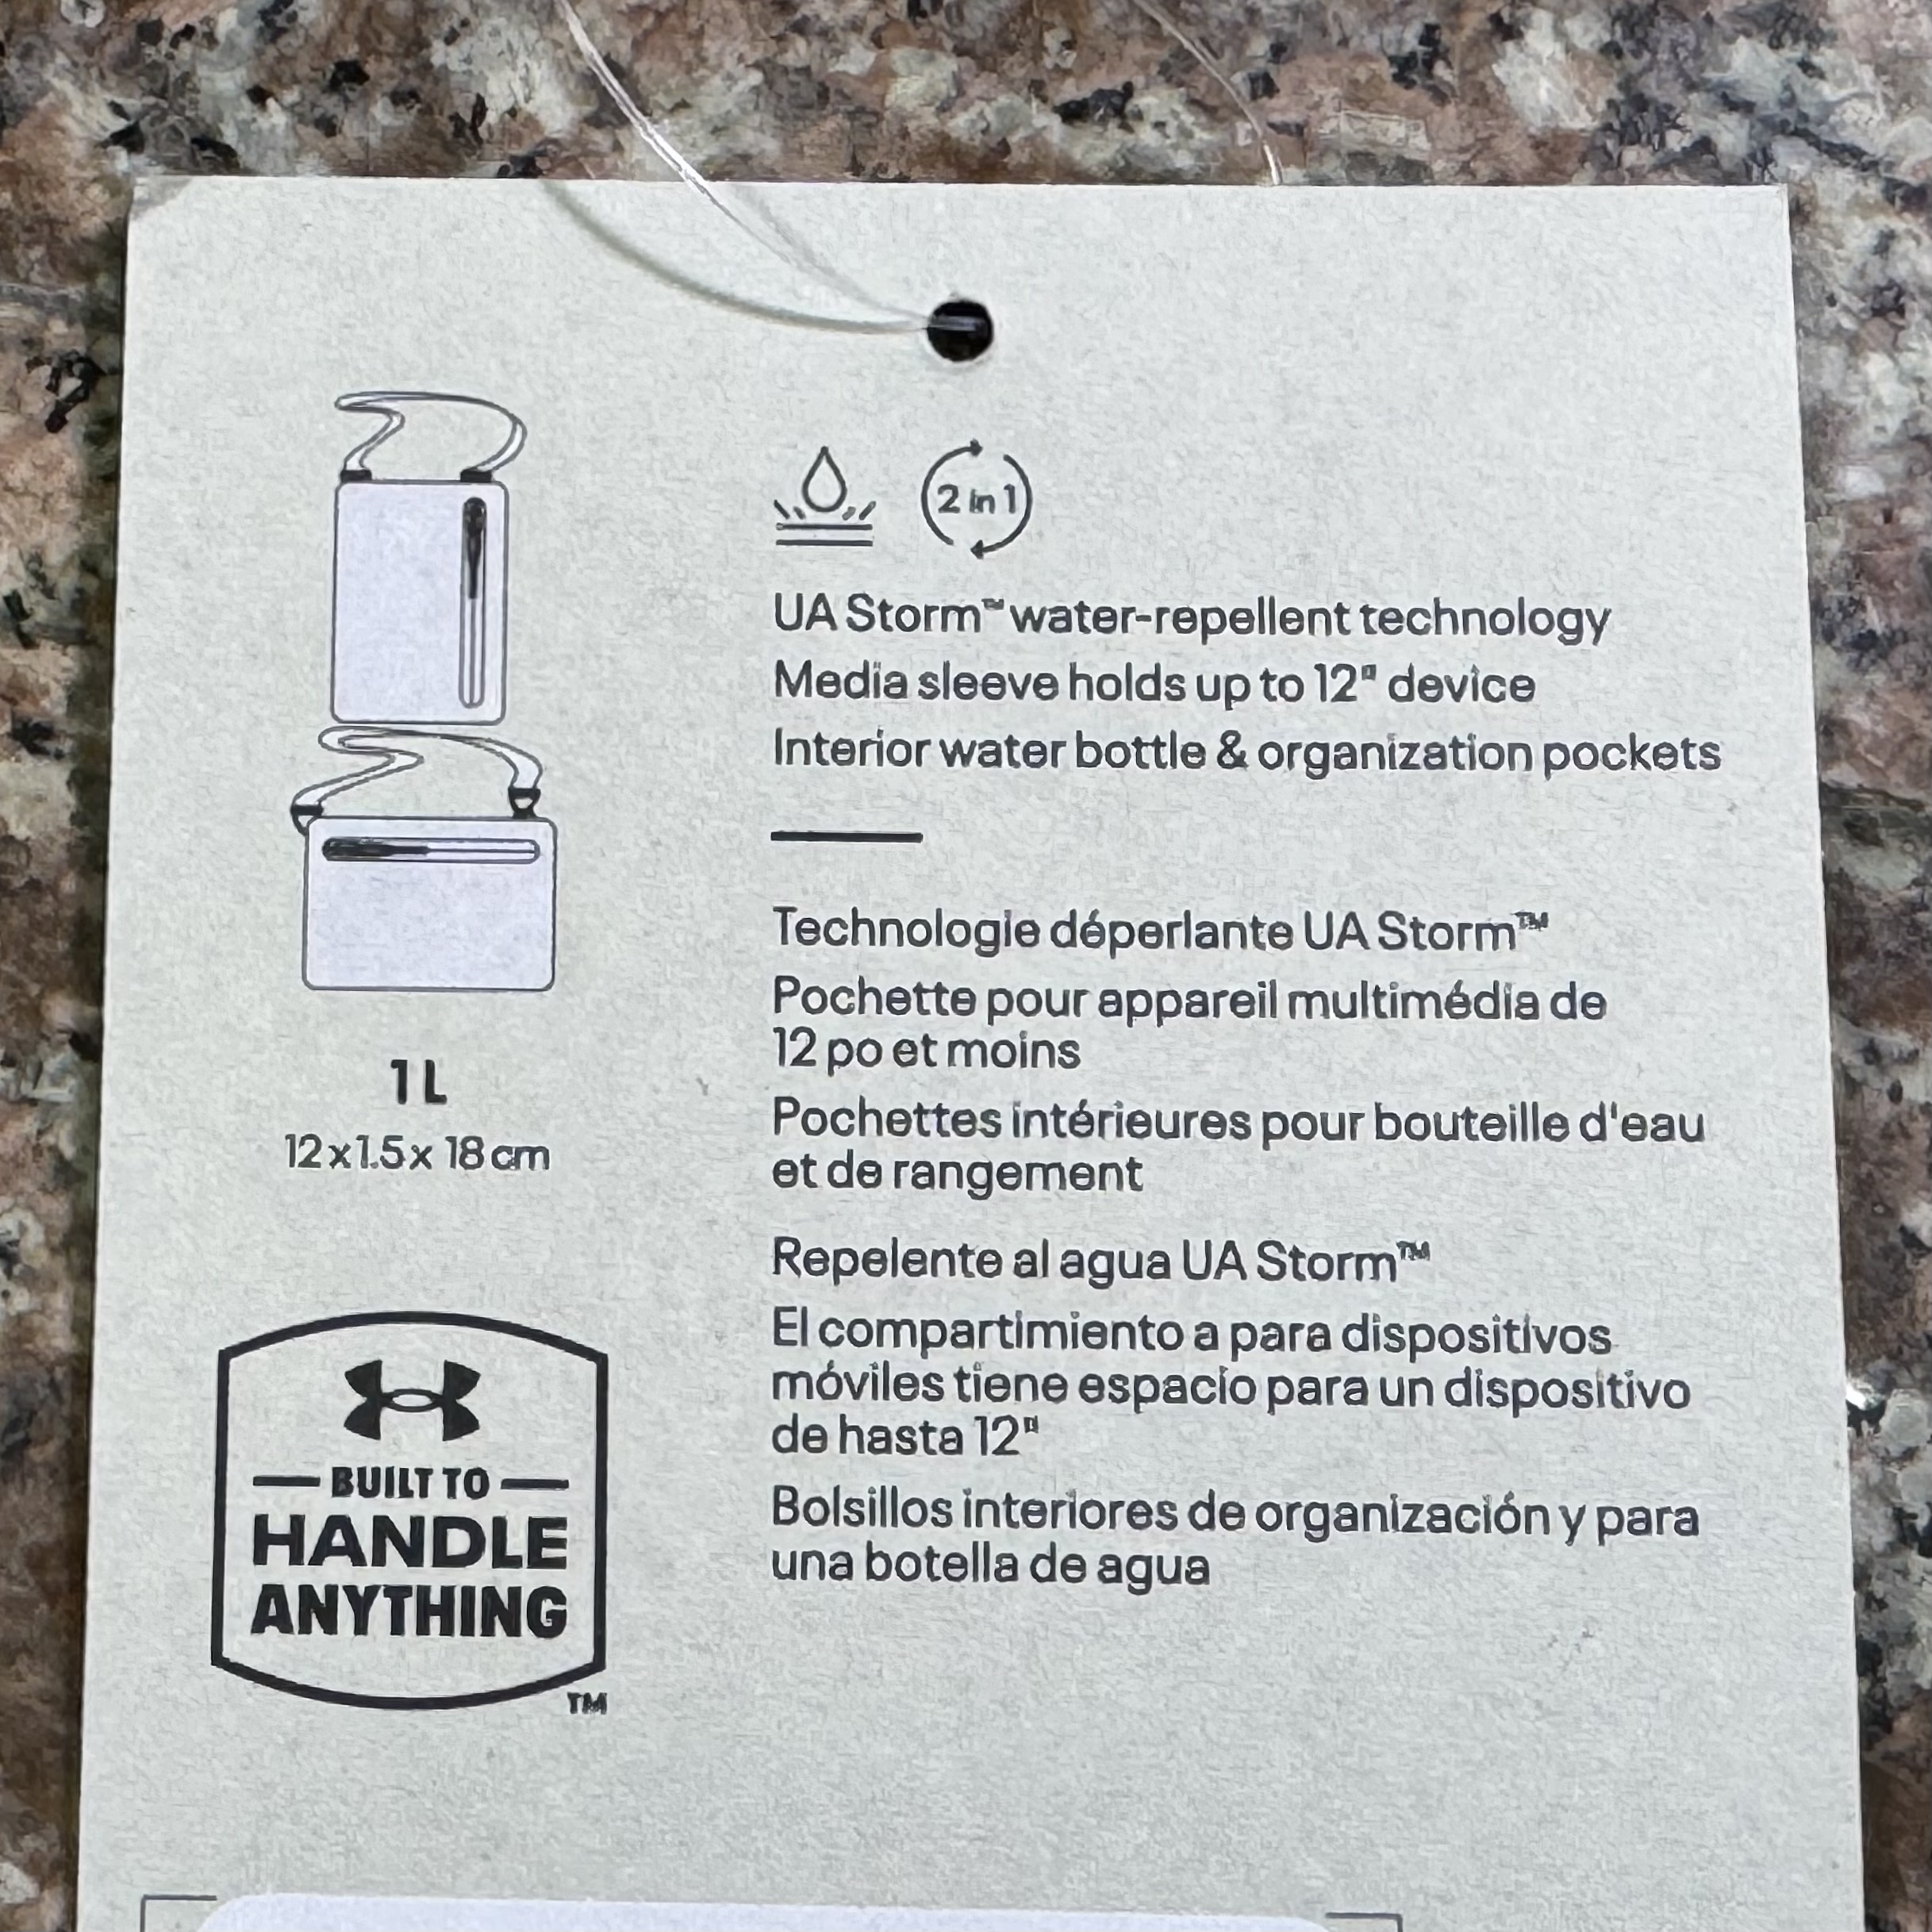 2 in 1
UA Storm™ water-repellent technology
Media sleeve holds up to 12" device
Interior water bottle & organization pockets
Technologie déperlante UA Storm™
Pochette pour appareil multimédia de
12 po et moins
Pochettes intérieures pour bouteille d'eau
et de rangement
Repelente al agua UA Storm™
El compartimiento a para dispositivos
móviles tiene espacio para un dispositivo
de hasta 12"
Bolsillos interiores de organización y para
una botella de agua
1 L
12 x 1.5 x 18 cm
BUILT TO
HANDLE
ANYTHING
TM